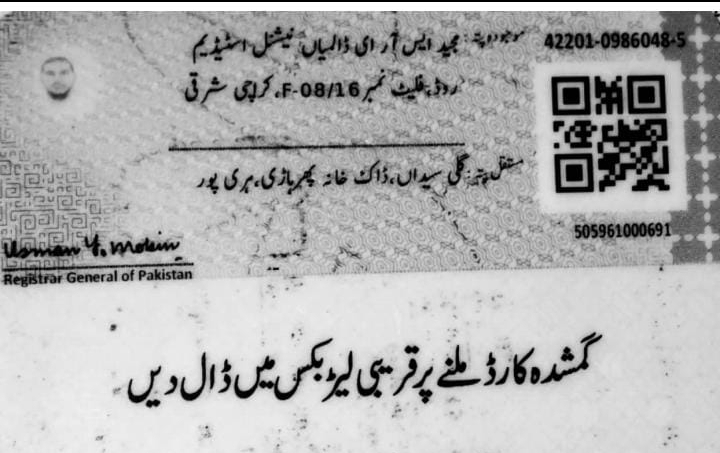 موجودہ پتہ: مجید ایس آر ای ڈالمیاں نیشنل اسٹیڈیم
42201-0986048-5
روڈ، فلیٹ نمبر F-08/16، کراچی شرقی
مستقل پتہ: گلی سیداں، ڈاک خانہ پھرہاڑی، ہری پور
505961000691
Usman Y. Mobin
Registrar General of Pakistan
گمشدہ کارڈ ملنے پر قریبی لیٹر بکس میں ڈال دیں